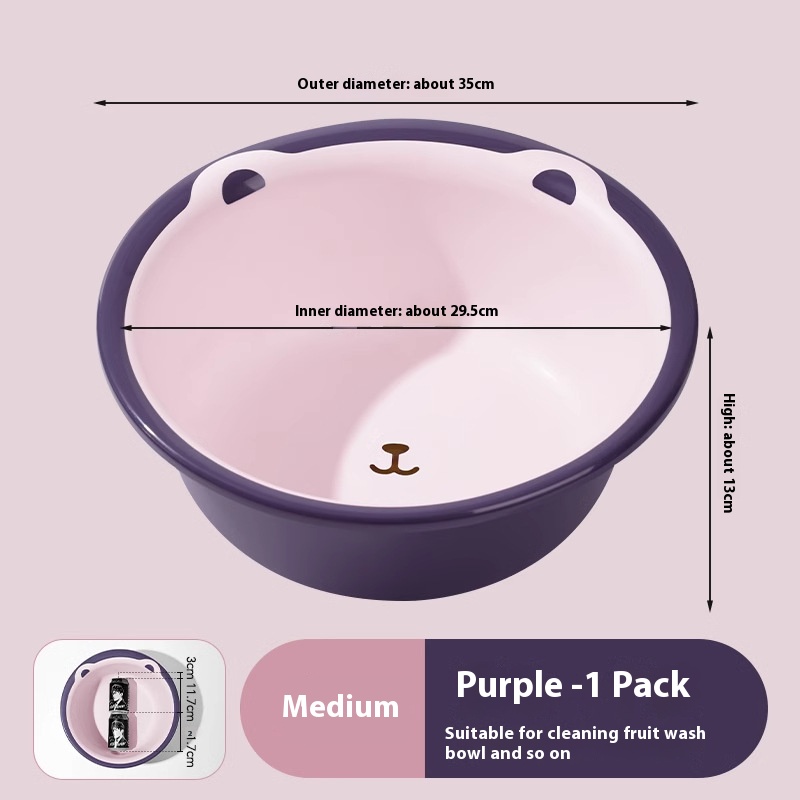 Outer diameter: about 35cm
Inner diameter: about 29.5cm
High: about 13cm
3cm 11.7cm ~1.7cm
Medium
Purple -1 Pack
Suitable for cleaning fruit wash
bowl and so on